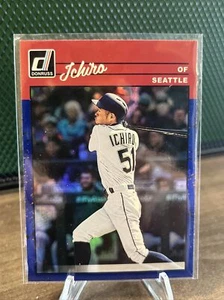 DONRUSS
Ichiro
OF
SEATTLE
ICHIRO
51